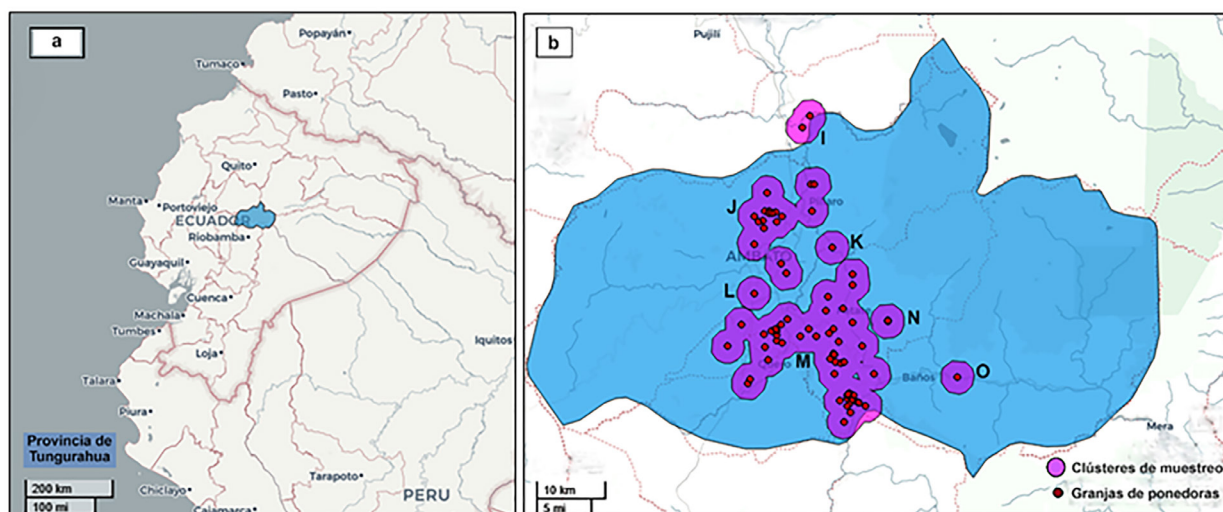 a
Popayán
Tumaco
Pasto
Quito
Manta
Portoviejo
ECUADOR
Riobamba
Guayaquil
Cuenca
Machala
Tumbes
Loja
Iquitos
Talara
Piura
Provincia de
Tungurahua
200 km
100 mi
Tarapoto
Chiclayo
PERU
Cajamarca
b
Pujilí
I
J
K
AMBATO
L
N
M
Baños
O
Mera
Clústeres de muestreo
Granjas de ponedoras
10 km
5 mi